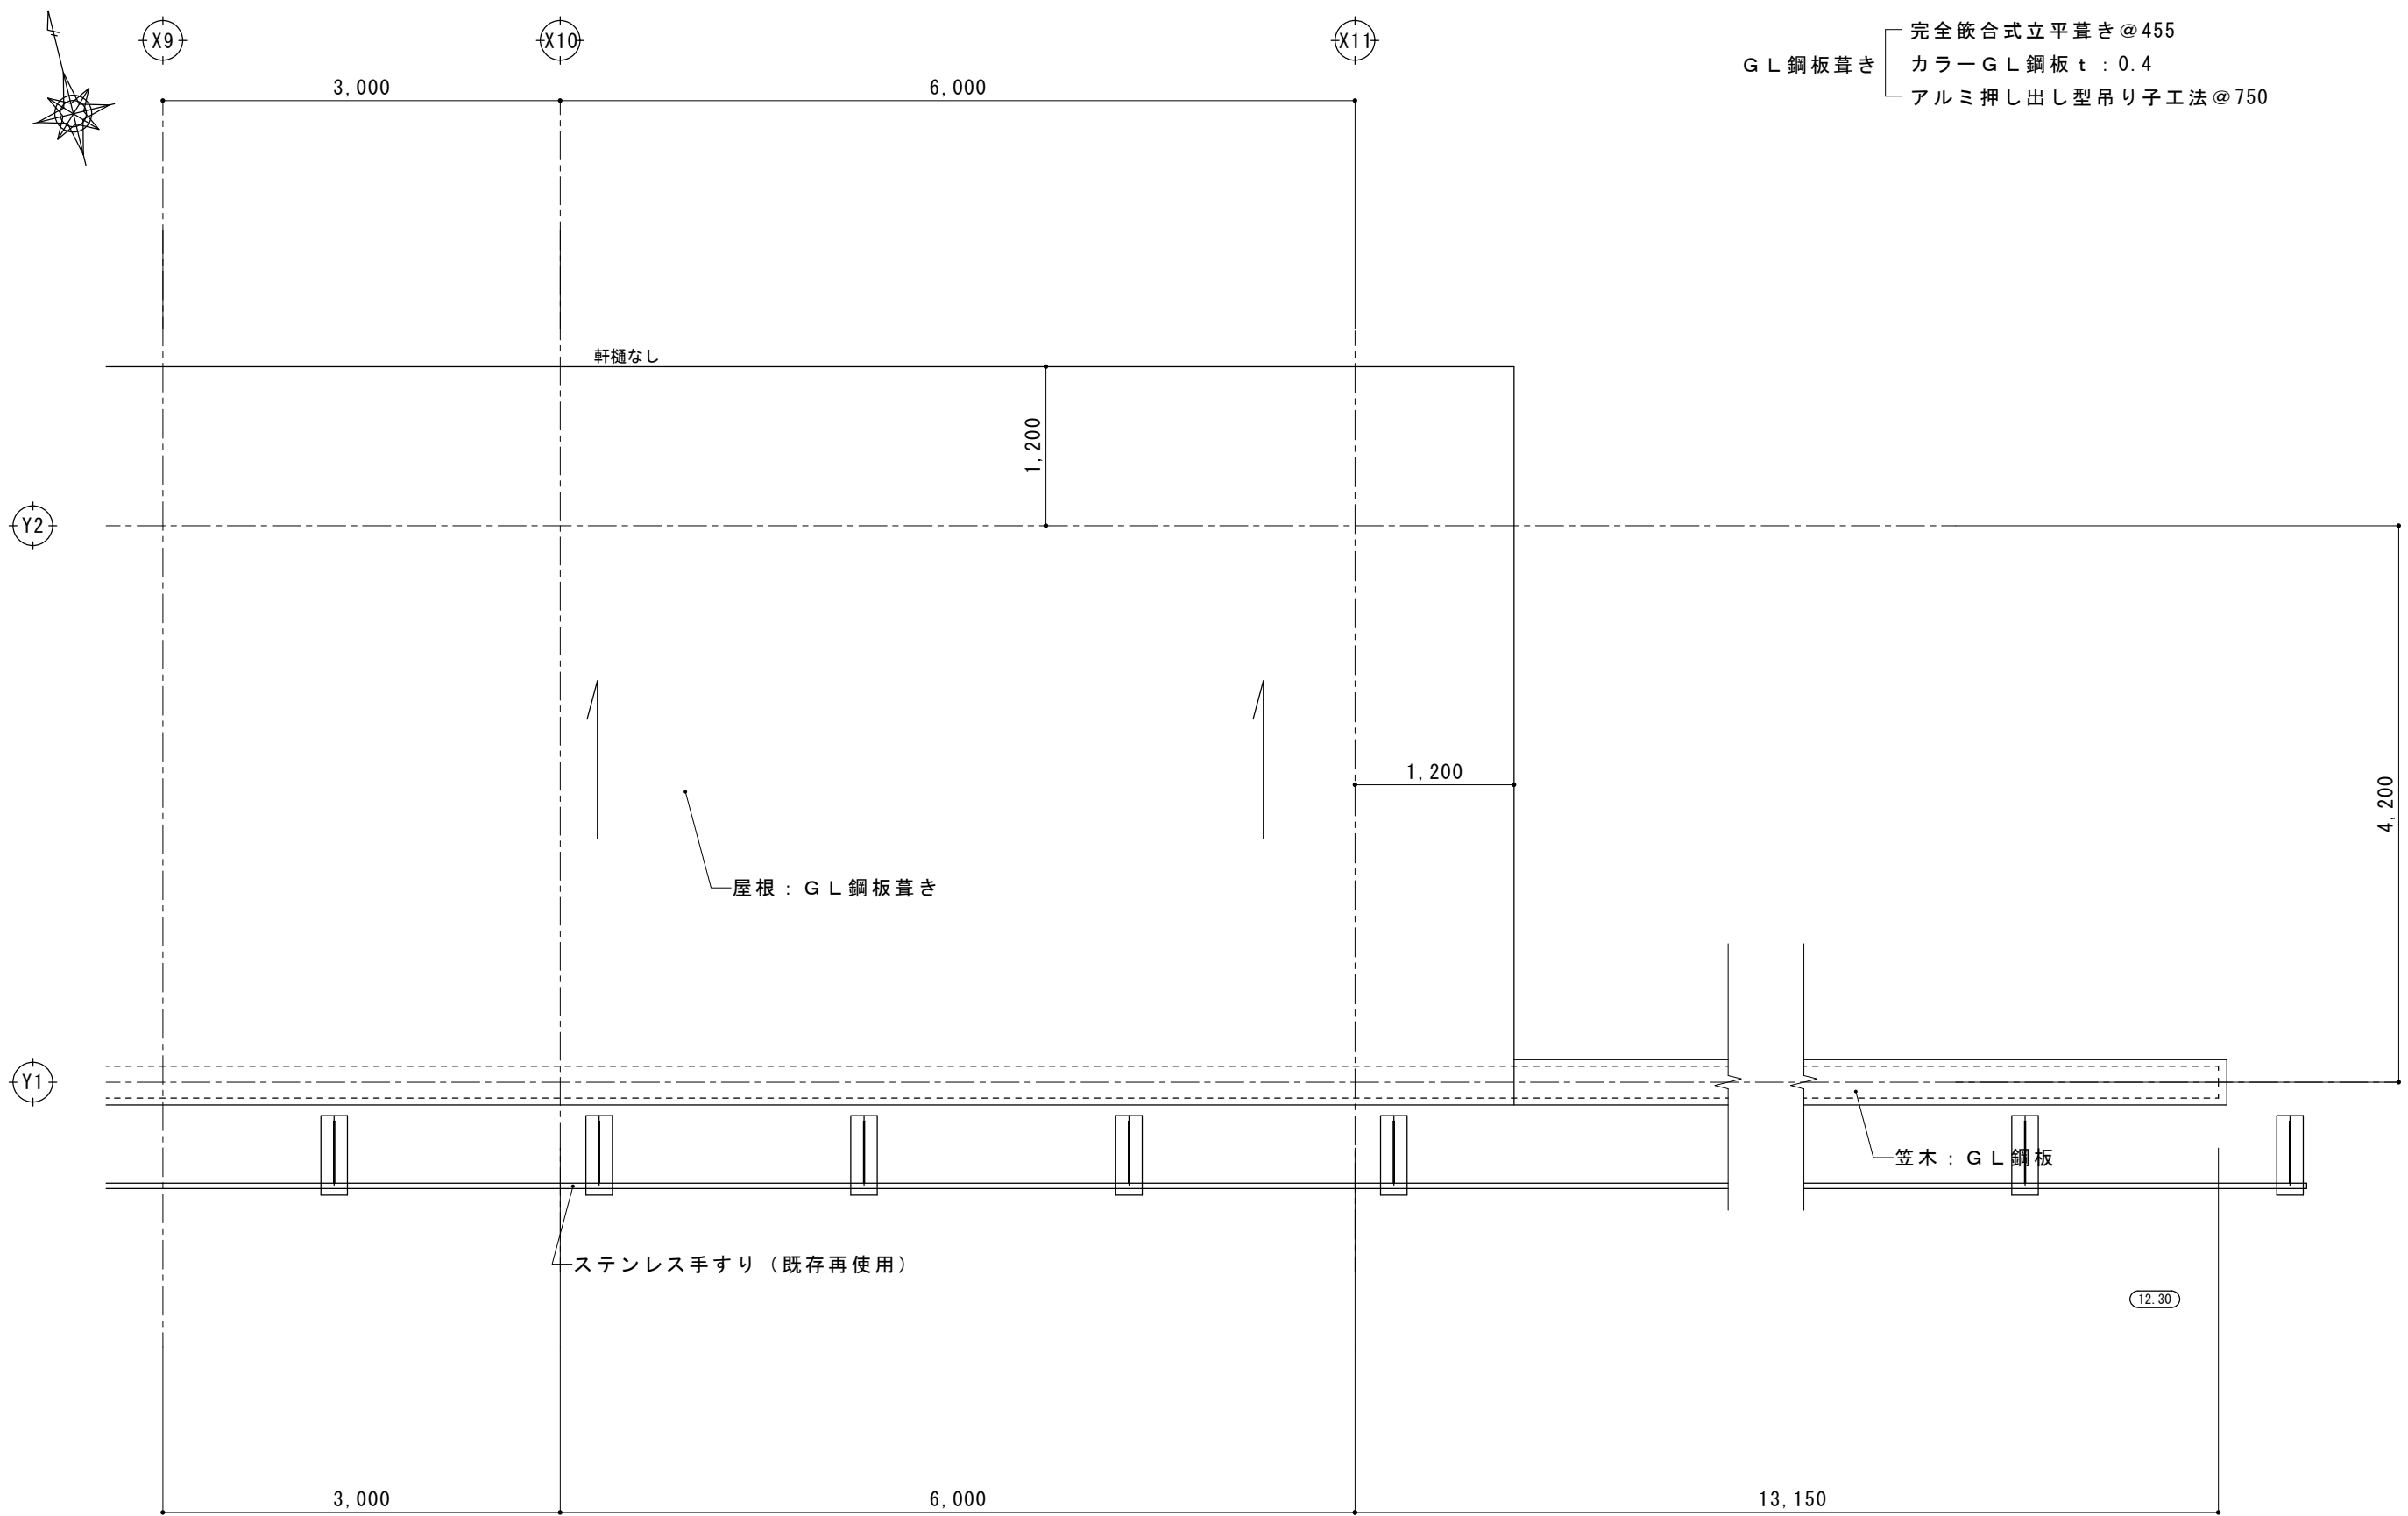 X9
X10
X11
3,000
6,000
GL鋼板葺き
完全嵌合式立平葺き@455
カラーGL鋼板t:0.4
アルミ押し出し型吊り子工法@750
軒樋なし
1,200
Y2
1,200
4,200
屋根:GL鋼板葺き
Y1
笠木:GL鋼板
ステンレス手すり(既存再使用)
12.30
3,000
6,000
13,150